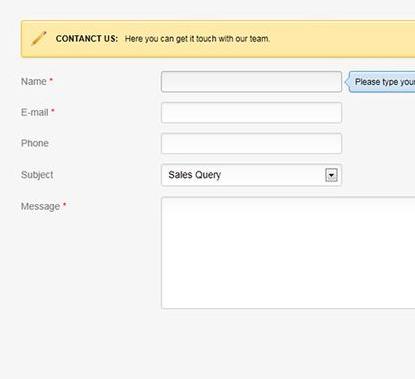 CONTANCT US: Here you can get it touch with our team.
Name *
Please type your
E-mail *
Phone
Subject
Sales Query
Message *